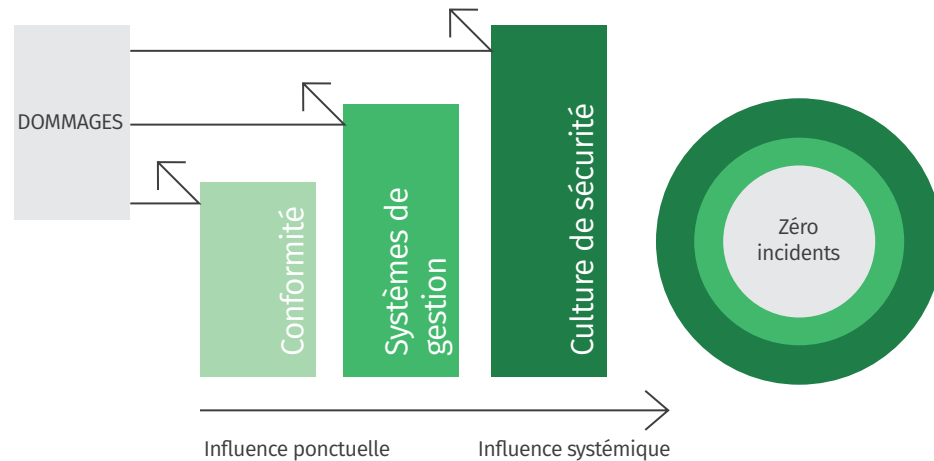 DOMMAGES
Conformité
Systèmes de
gestion
Culture de sécurité
Zéro
incidents
Influence ponctuelle
Influence systémique